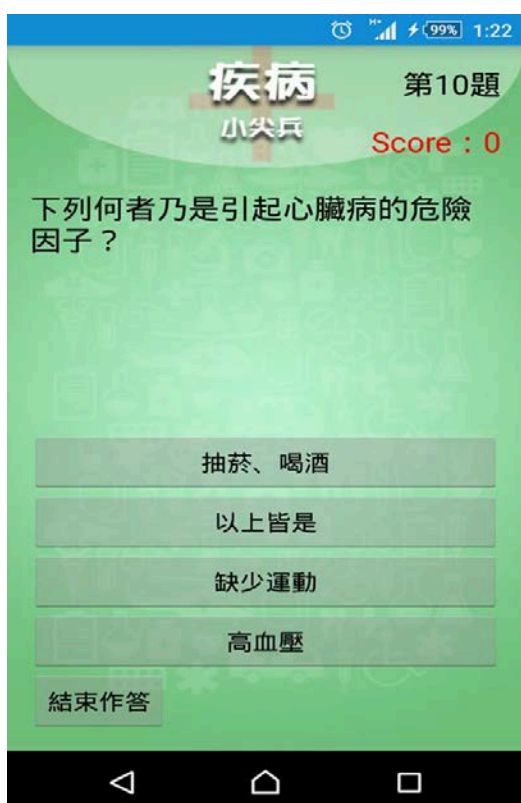 H+ 99% 1:22
疾病
第10題
小尖兵
Score：0
下列何者乃是引起心臟病的危險
因子？
抽菸、喝酒
以上皆是
缺少運動
高血壓
結束作答